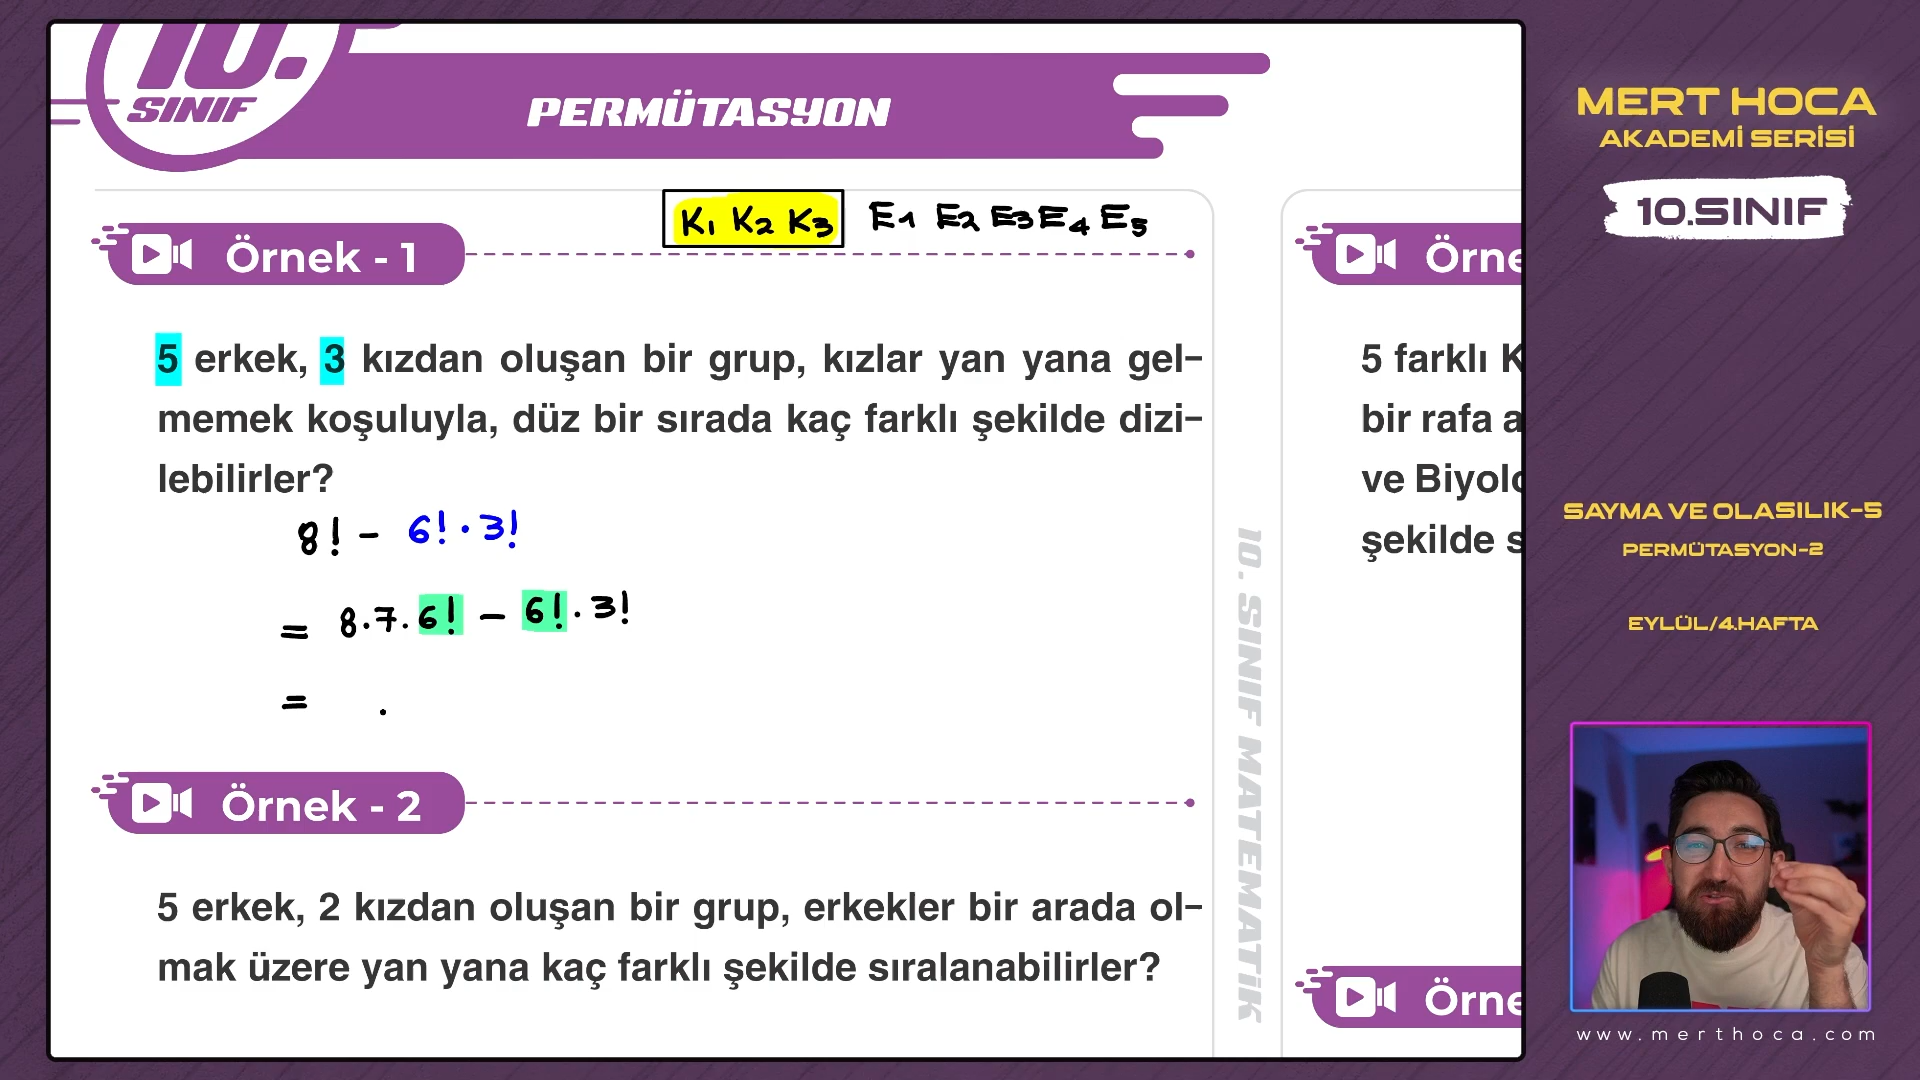 10.
SINIF
PERMÜTASYON
K1 K2 K3 E1 E2 E3 E4 E5
Örnek - 1
5 erkek, 3 kızdan oluşan bir grup, kızlar yan yana gel-
memek koşuluyla, düz bir sırada kaç farklı şekilde dizi-
lebilirler?
8! - 6! · 3!
= 8.7.6! - 6! . 3!
= .
Örnek - 2
5 erkek, 2 kızdan oluşan bir grup, erkekler bir arada ol-
mak üzere yan yana kaç farklı şekilde sıralanabilirler?
10. SINIF MATEMATİK
Örne
5 farklı K
bir rafa a
ve Biyolo
şekilde s
Örne
MERT HOCA
AKADEMİ SERİSİ
10.SINIF
SAYMA VE OLASILIK-5
PERMÜTASYON-2
EYLÜL/4.HAFTA
www.merthoca.com